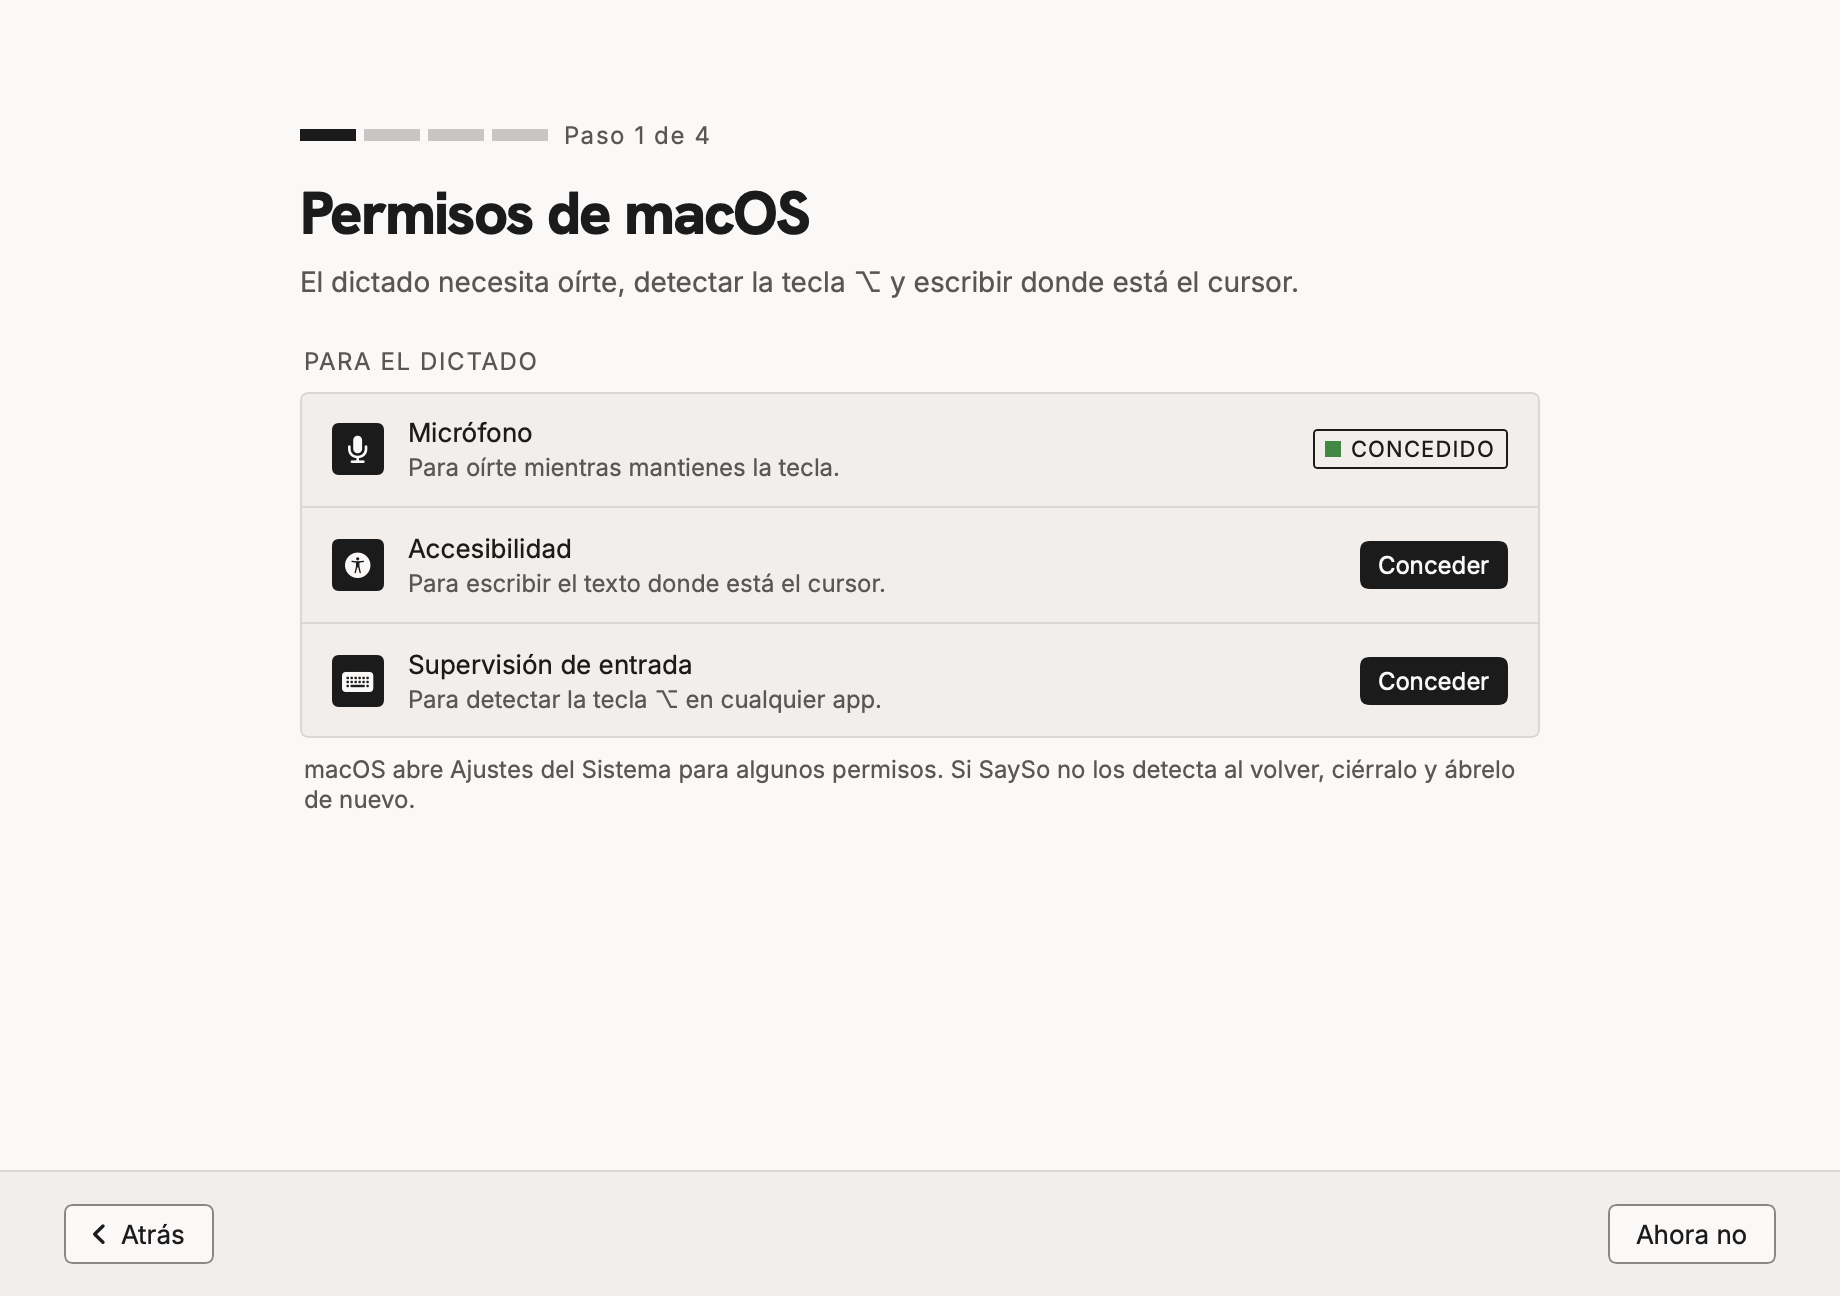 Paso 1 de 4
Permisos de macOS
El dictado necesita oírte, detectar la tecla ⌥ y escribir donde está el cursor.
PARA EL DICTADO
Micrófono
Para oírte mientras mantienes la tecla.
CONCEDIDO
Accesibilidad
Para escribir el texto donde está el cursor.
Conceder
Supervisión de entrada
Para detectar la tecla ⌥ en cualquier app.
Conceder
macOS abre Ajustes del Sistema para algunos permisos. Si SaySo no los detecta al volver, ciérralo y ábrelo
de nuevo.
Atrás
Ahora no